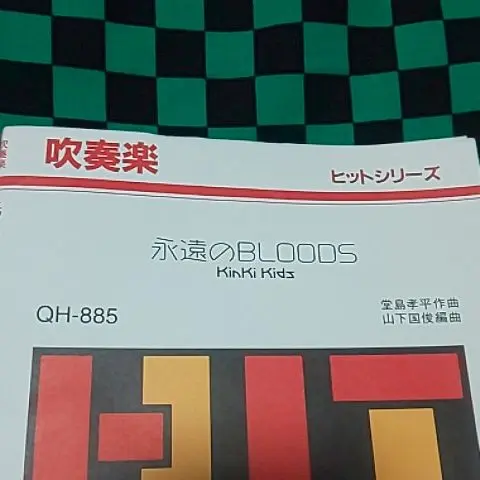 吹奏楽
ヒットシリーズ
永遠のBLOODS
KinKi Kids
QH-885
堂島孝平作曲
山下国俊編曲